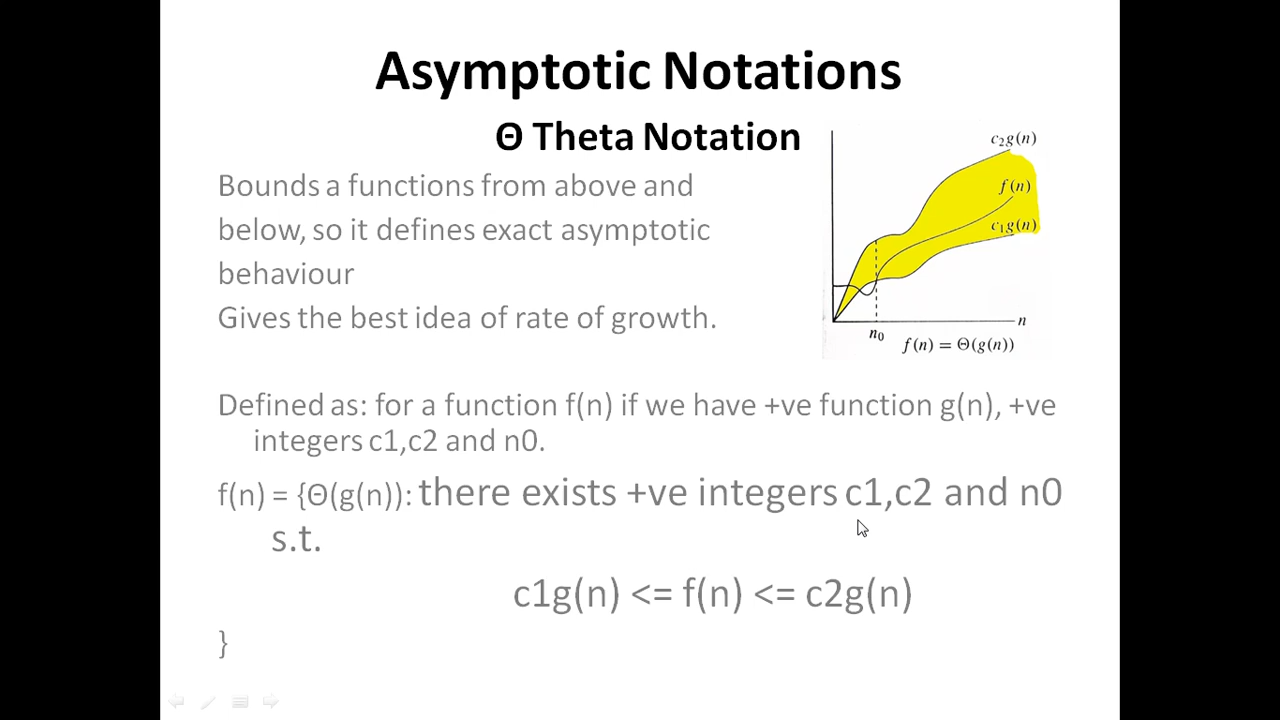 Asymptotic Notations
Θ Theta Notation
Bounds a functions from above and
below, so it defines exact asymptotic
behaviour
Gives the best idea of rate of growth.
c₂g(n)
f(n)
c₁g(n)
n
n₀
f(n) = Θ(g(n))
Defined as: for a function f(n) if we have +ve function g(n), +ve
integers c1,c2 and n0.
f(n) = {Θ(g(n)): there exists +ve integers c1,c2 and n0
s.t.
c1g(n) <= f(n) <= c2g(n)
}